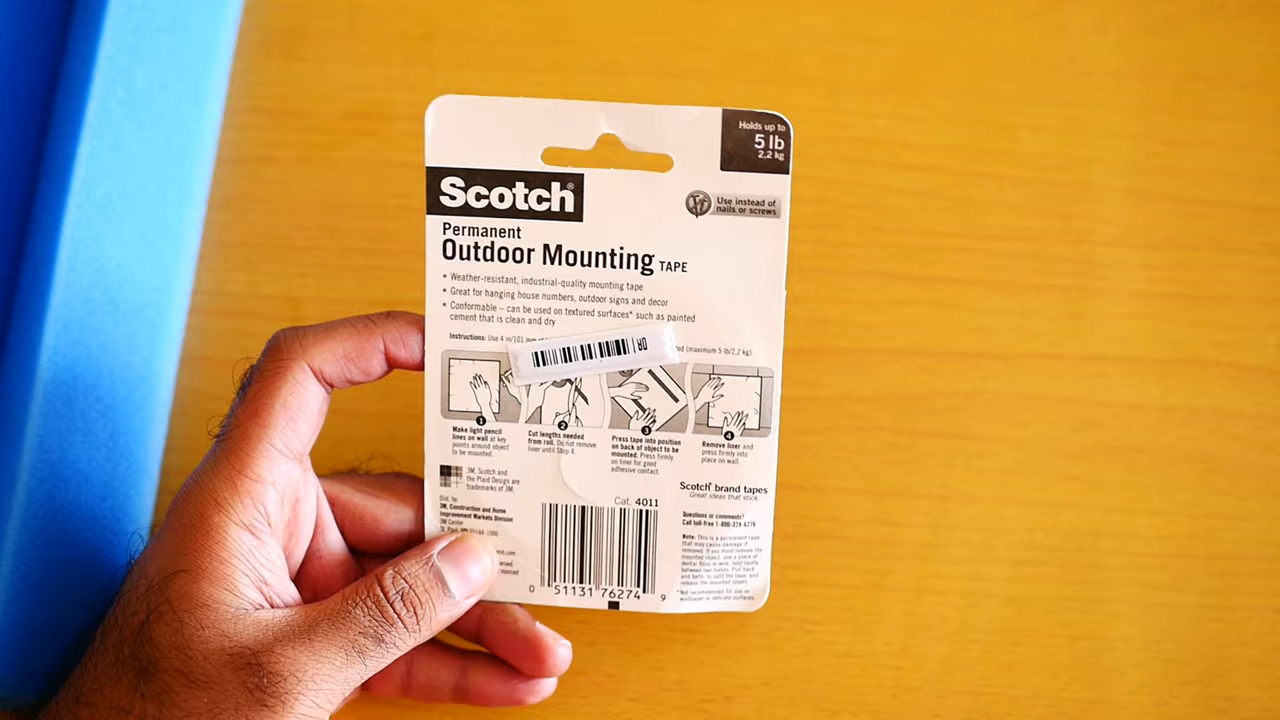 Holds up to
5 lb
2,2 kg
Scotch®
Use instead of
nails or screws
Permanent
Outdoor Mounting TAPE
• Weather-resistant, industrial-quality mounting tape
• Great for hanging house numbers, outdoor signs and decor
• Conformable – can be used on textured surfaces* such as painted
cement that is clean and dry
Instructions: Use 4 in/101 mm
(maximum 5 lb/2,2 kg).
1
Make light pencil
lines on wall at key
points around object
to be mounted.
2
Cut lengths needed
from roll. Do not remove
liner until Step 4.
3
Press tape into position
on back of object to be
mounted. Press firmly
on liner for good
adhesive contact.
4
Remove liner and
press firmly into
place on wall.
3M, Scotch and
the Plaid Design are
trademarks of 3M.
Dist. by:
3M, Construction and Home
Improvement Markets Division
3M Center
Cat. 4011
0 51131 76274 9
Scotch® brand tapes
Great ideas that stick
Questions or comments?
Call toll-free 1-800-328-6276
Note: This is a permanent tape
that may cause damage if
removed. If you must remove the
mounted object, use a piece of
dental floss or wire, held tautly
between two hands. Pull back
and forth, to split the tape, and
release the mounted object.
*Not recommended for use on
wallpaper or delicate surfaces.